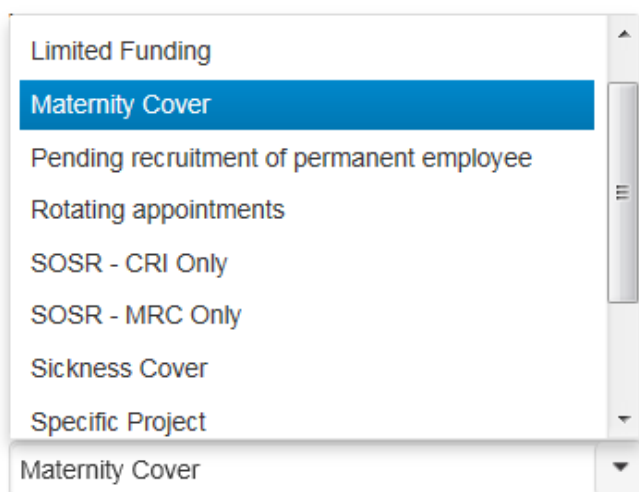 Limited Funding
Maternity Cover
Pending recruitment of permanent employee
Rotating appointments
SOSR - CRI Only
SOSR - MRC Only
Sickness Cover
Specific Project
Maternity Cover